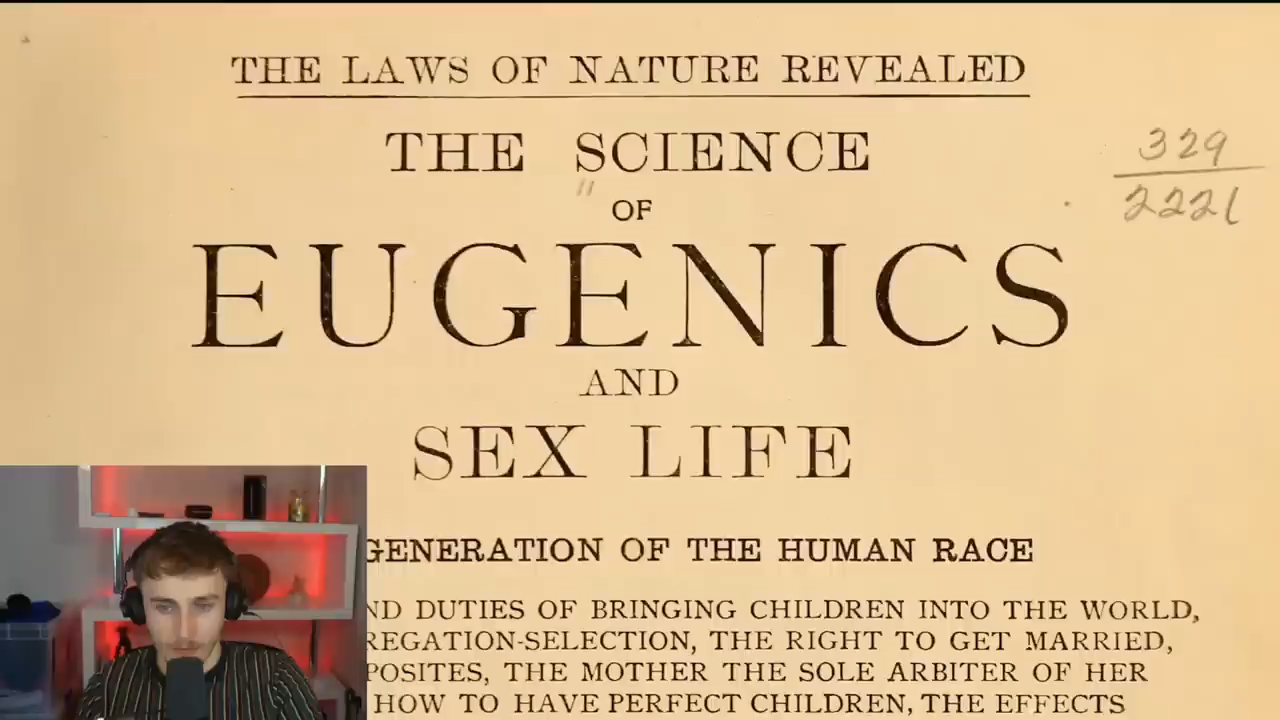 THE LAWS OF NATURE REVEALED
THE SCIENCE
329
2221
OF
EUGENICS
AND
SEX LIFE
GENERATION OF THE HUMAN RACE
ND DUTIES OF BRINGING CHILDREN INTO THE WORLD,
REGATION-SELECTION, THE RIGHT TO GET MARRIED,
POSITES, THE MOTHER THE SOLE ARBITER OF HER
HOW TO HAVE PERFECT CHILDREN, THE EFFECTS